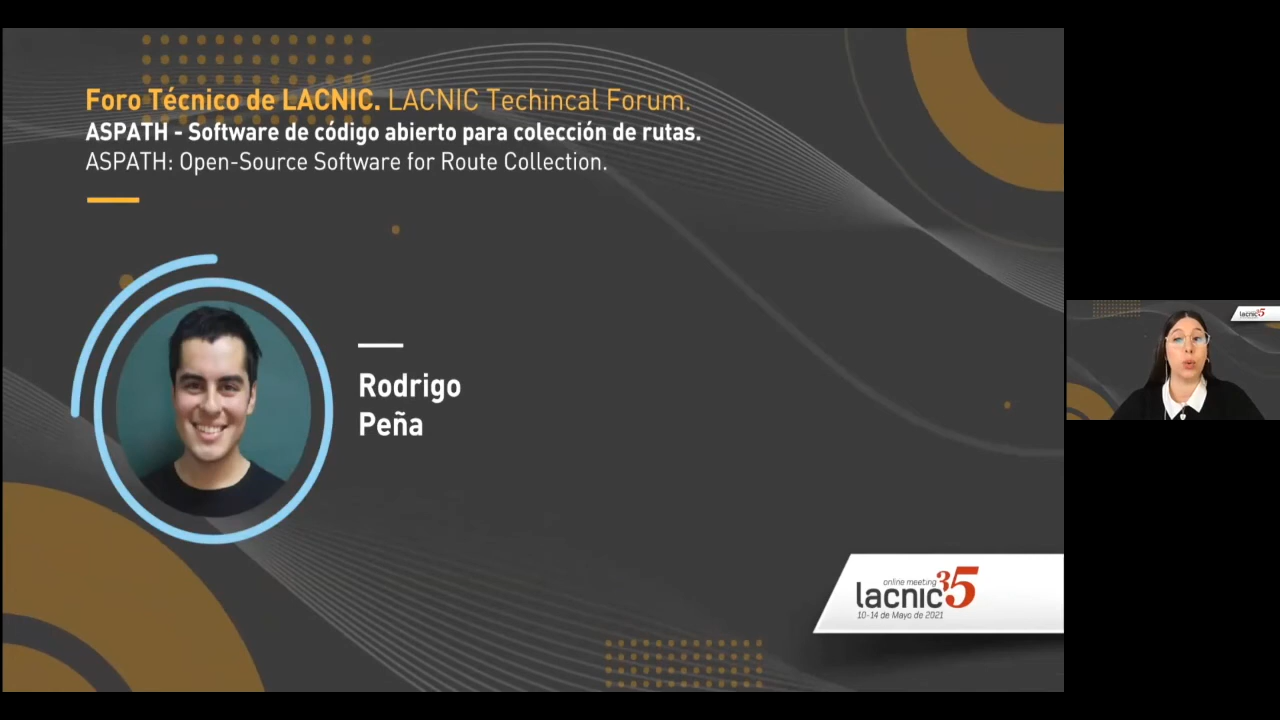 Foro Técnico de LACNIC. LACNIC Techincal Forum.
ASPATH - Software de código abierto para colección de rutas.
ASPATH: Open-Source Software for Route Collection.
Rodrigo
Peña
online meeting
lacnic35
10-14 de Mayo de 2021
lacnic35